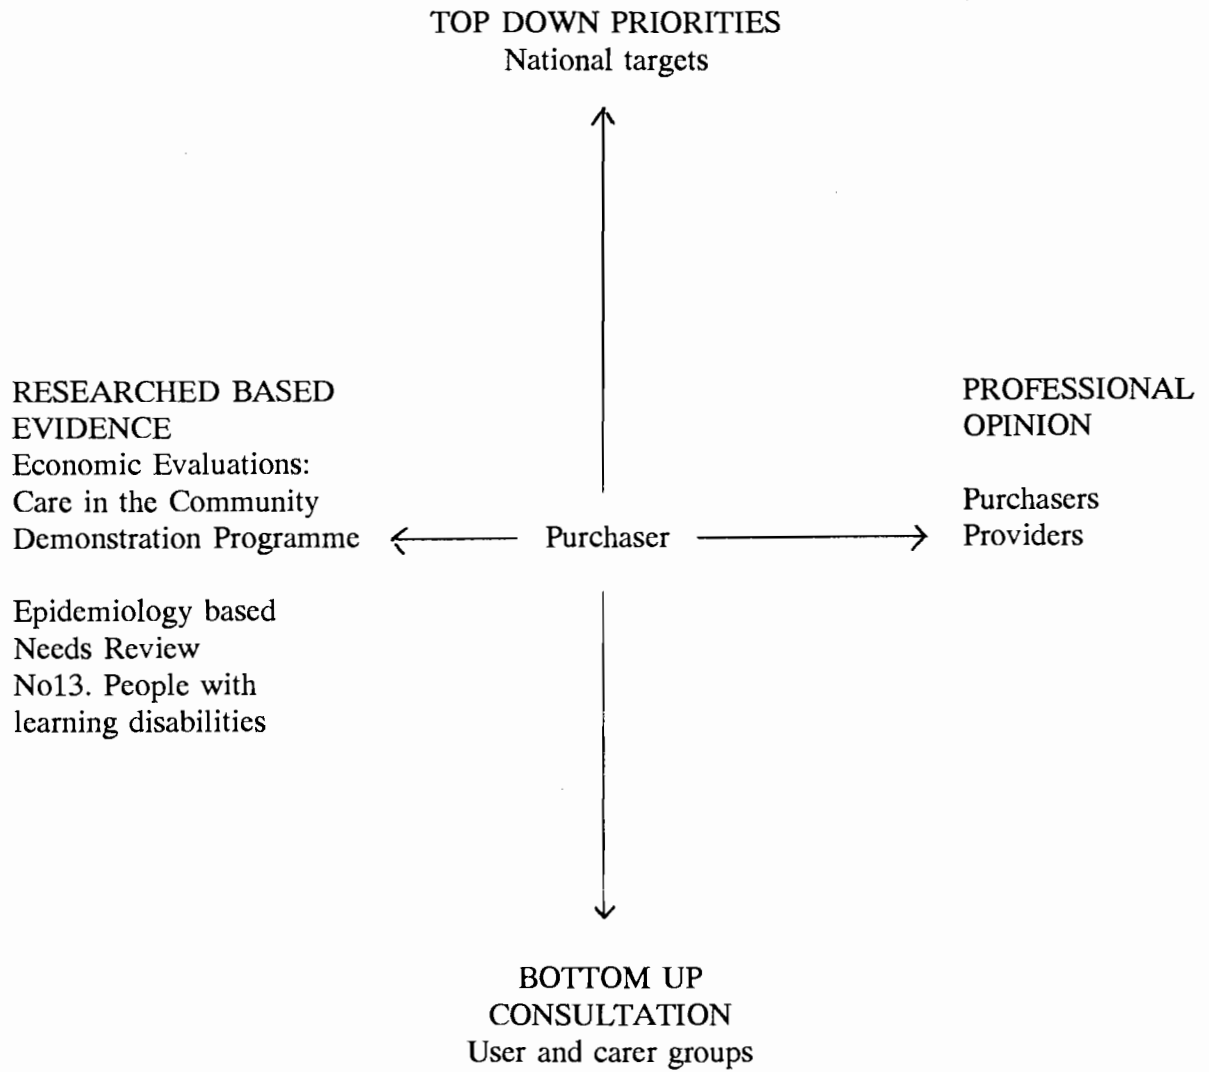 TOP DOWN PRIORITIES
National targets
RESEARCHED BASED
EVIDENCE
Economic Evaluations:
Care in the Community
Demonstration Programme
Epidemiology based
Needs Review
No13. People with
learning disabilities
Purchaser
PROFESSIONAL
OPINION
Purchasers
Providers
BOTTOM UP
CONSULTATION
User and carer groups